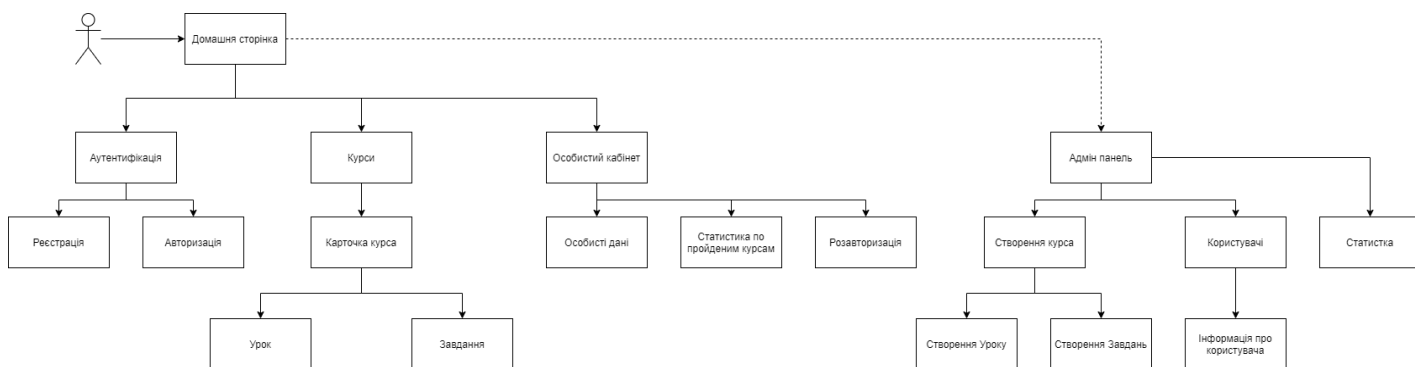 Домашня сторінка
Аутентифікація
Курси
Особистий кабінет
Адмін панель
Реєстрація
Авторизація
Карточка курса
Особисті дані
Статистика по
пройденим курсам
Розавторизація
Створення курса
Користувачі
Статистка
Урок
Завдання
Створення Уроку
Створення Завдань
Інформація про
користувача